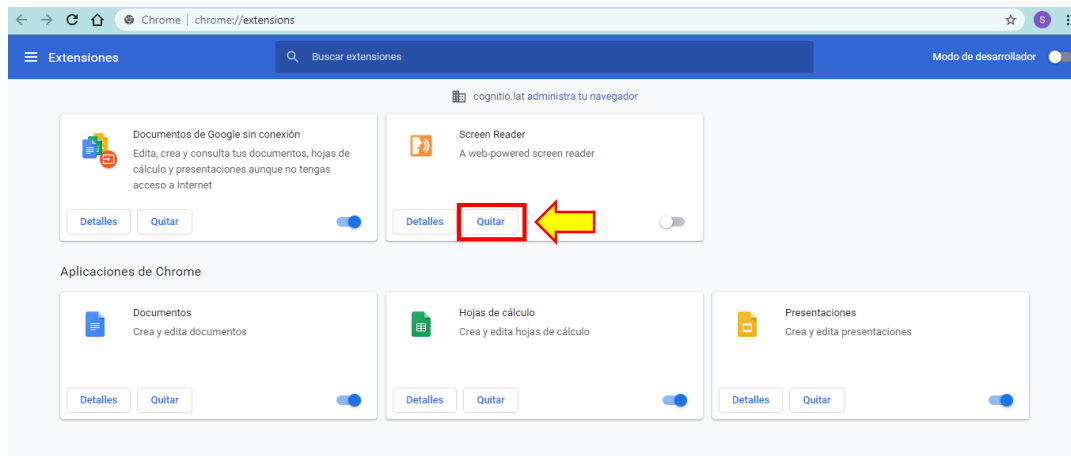 Chrome | chrome://extensions
S
Extensiones
Buscar extensiones
Modo de desarrollador
cognitio.lat administra tu navegador
Documentos de Google sin conexión
Edita, crea y consulta tus documentos, hojas de
cálculo y presentaciones aunque no tengas
acceso a Internet
Detalles Quitar
Screen Reader
A web-powered screen reader
Detalles Quitar
Aplicaciones de Chrome
Documentos
Crea y edita documentos
Detalles Quitar
Hojas de cálculo
Crea y edita hojas de cálculo
Detalles Quitar
Presentaciones
Crea y edita presentaciones
Detalles Quitar